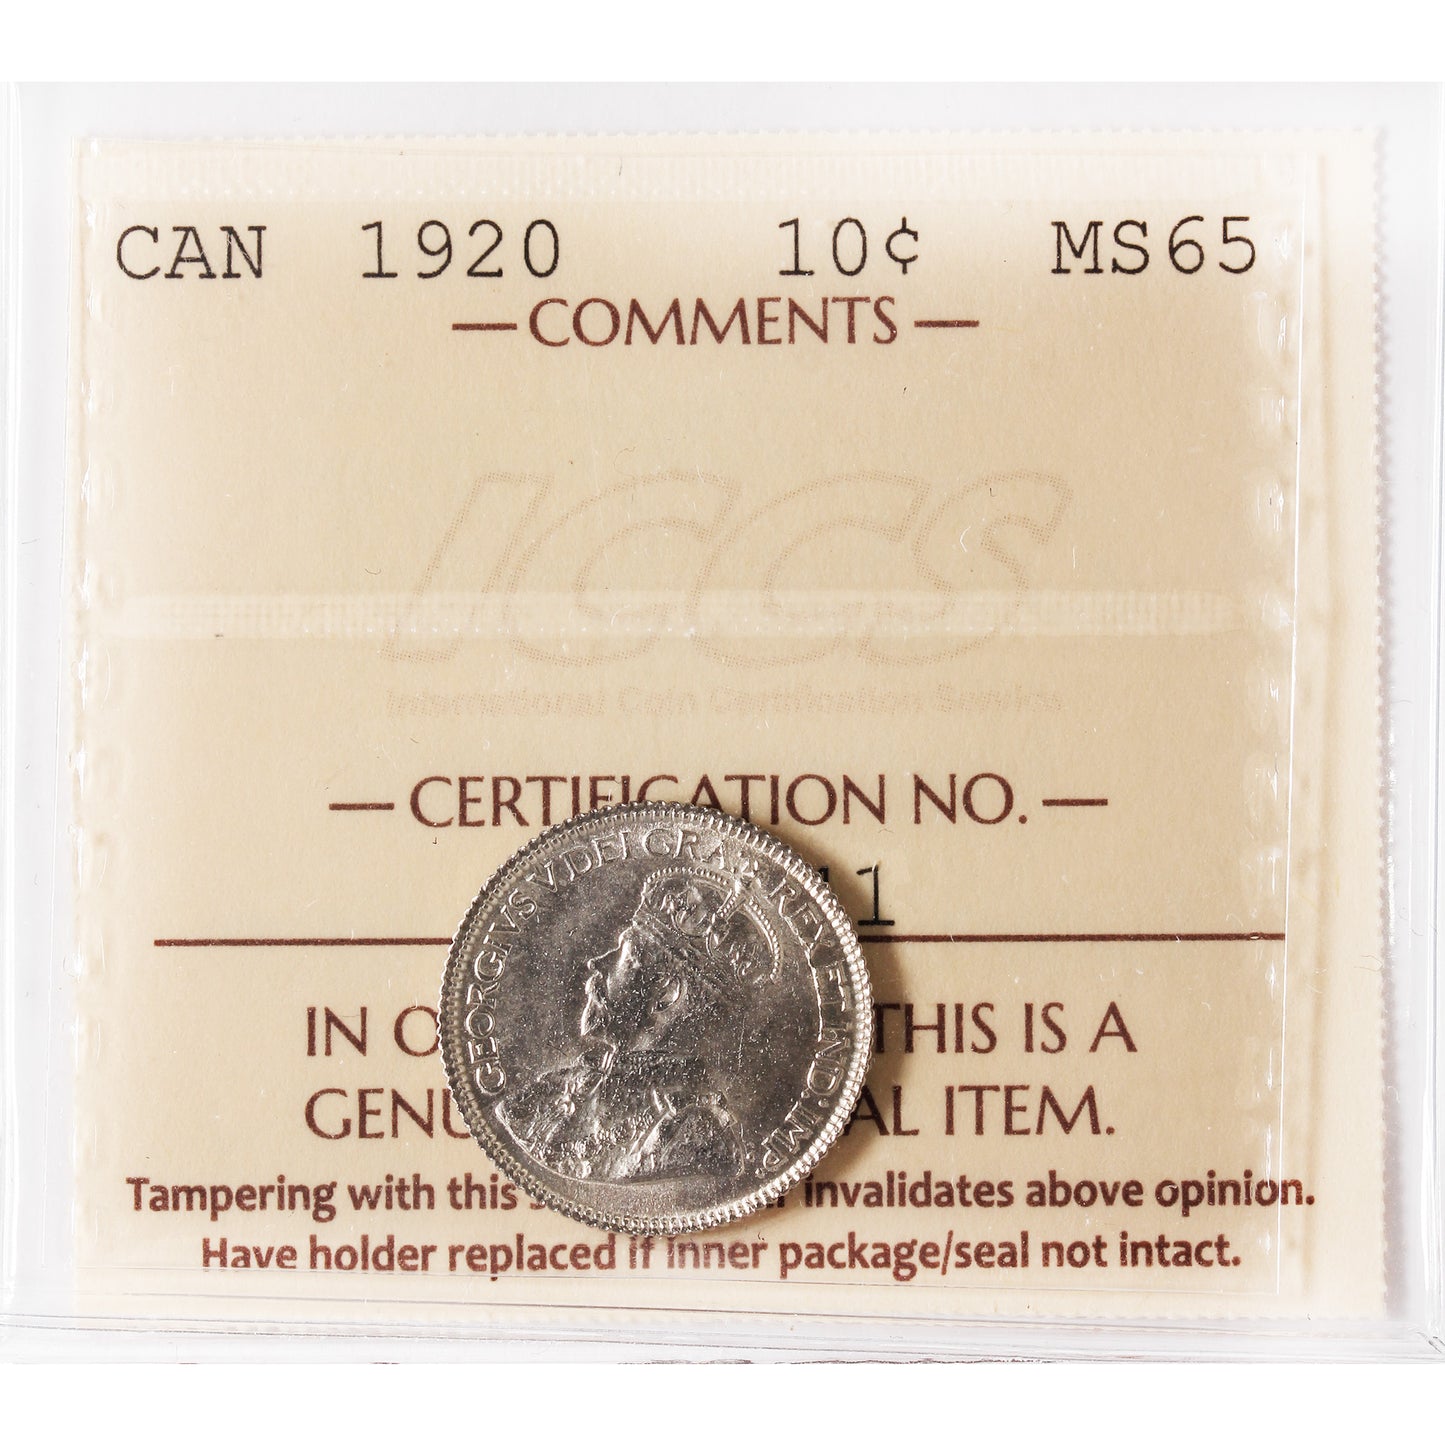 CAN 1920 10¢ MS65
— COMMENTS —
ICCS
International Coin Certification Service
— CERTIFICATION NO. —
11
IN O THIS IS A
GENU AL ITEM.
Tampering with this invalidates above opinion.
Have holder replaced if inner package/seal not intact.
GEORGIVS V DEI GRA: REX ET IND: IMP: